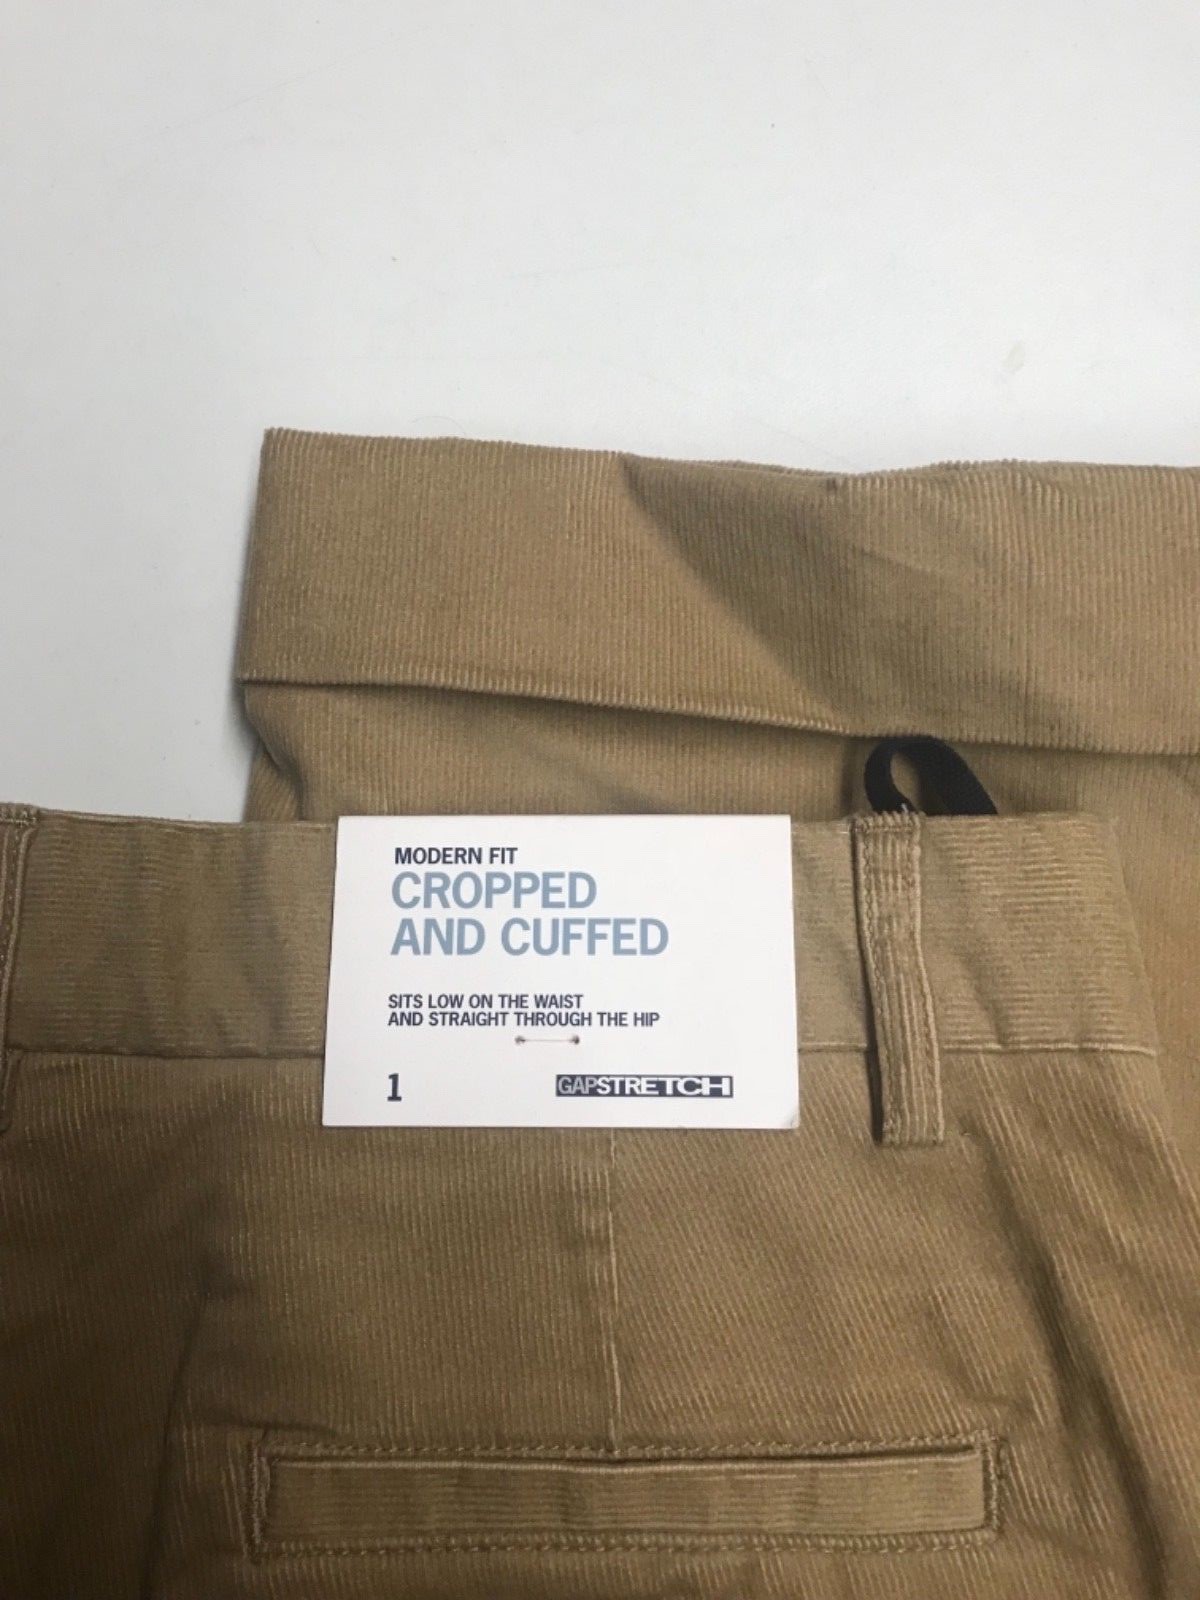 MODERN FIT
CROPPED
AND CUFFED
SITS LOW ON THE WAIST
AND STRAIGHT THROUGH THE HIP
1
GAPSTRETCH